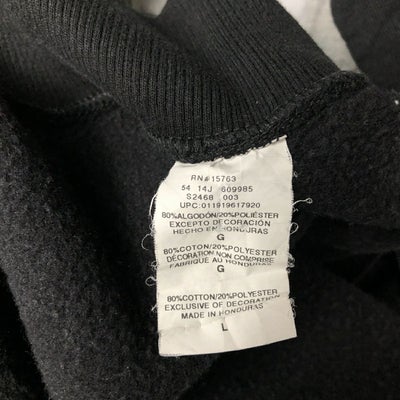 RN#15763
54 14J 809985
S2468 003
UPC:011919617920
80%ALGODÓN/20%POLIÉSTER
EXCEPTO DECORACIÓN
HECHO EN HONDURAS
G
80%COTON/20%POLYESTER
DÉCORATION NON COMPRISE
FABRIQUÉ AU HONDURAS
G
80%COTTON/20%POLYESTER
EXCLUSIVE OF DECORATION
MADE IN HONDURAS
L